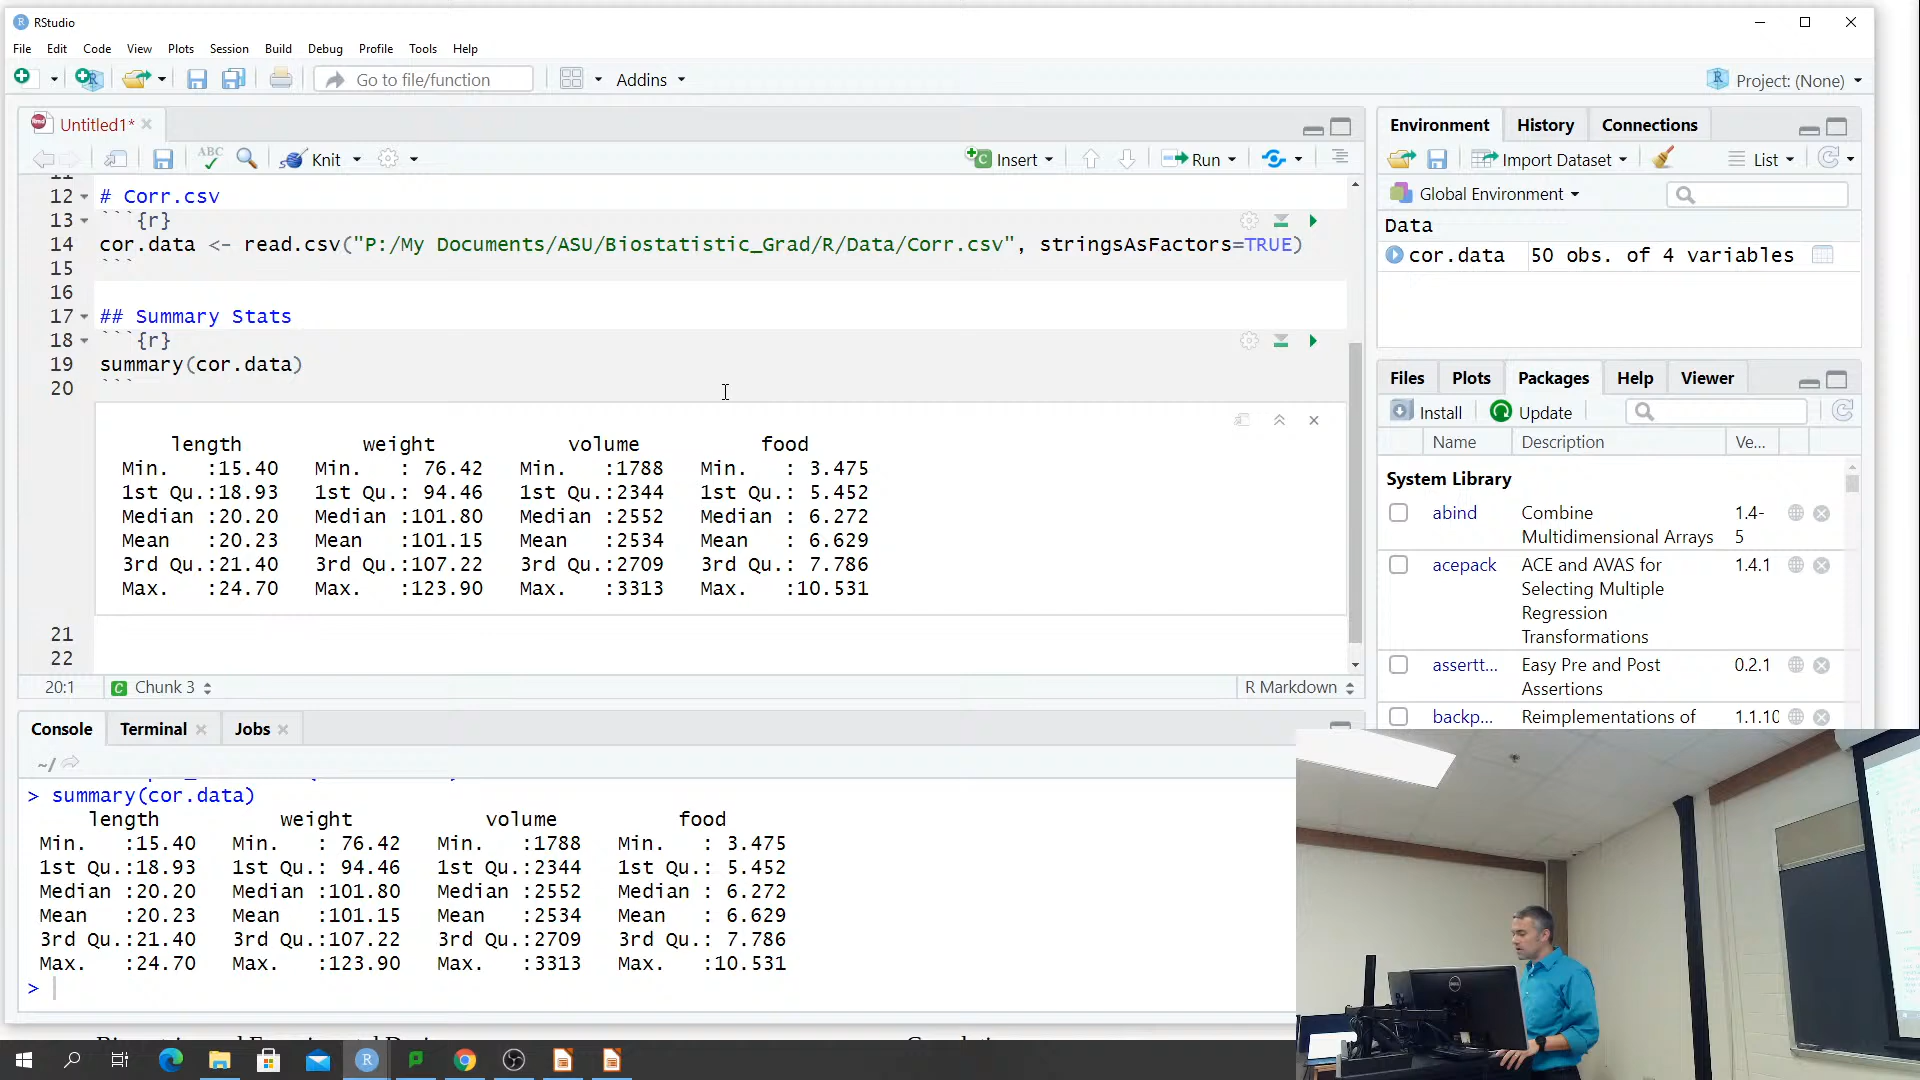 RStudio
File Edit Code View Plots Session Build Debug Profile Tools Help
Go to file/function Addins Project: (None)
Untitled1*
ABC Knit Insert Run
12 # Corr.csv
13 ```{r}
14 cor.data <- read.csv("P:/My Documents/ASU/Biostatistic_Grad/R/Data/Corr.csv", stringsAsFactors=TRUE)
15 ```
16
17 ## Summary Stats
18 ```{r}
19 summary(cor.data)
20 ```
length weight volume food
Min. :15.40 Min. : 76.42 Min. :1788 Min. : 3.475
1st Qu.:18.93 1st Qu.: 94.46 1st Qu.:2344 1st Qu.: 5.452
Median :20.20 Median :101.80 Median :2552 Median : 6.272
Mean :20.23 Mean :101.15 Mean :2534 Mean : 6.629
3rd Qu.:21.40 3rd Qu.:107.22 3rd Qu.:2709 3rd Qu.: 7.786
Max. :24.70 Max. :123.90 Max. :3313 Max. :10.531
21
22
20:1 Chunk 3 R Markdown
Console Terminal Jobs
~/
> summary(cor.data)
length weight volume food
Min. :15.40 Min. : 76.42 Min. :1788 Min. : 3.475
1st Qu.:18.93 1st Qu.: 94.46 1st Qu.:2344 1st Qu.: 5.452
Median :20.20 Median :101.80 Median :2552 Median : 6.272
Mean :20.23 Mean :101.15 Mean :2534 Mean : 6.629
3rd Qu.:21.40 3rd Qu.:107.22 3rd Qu.:2709 3rd Qu.: 7.786
Max. :24.70 Max. :123.90 Max. :3313 Max. :10.531
>
Environment History Connections
Import Dataset List
Global Environment
Data
cor.data 50 obs. of 4 variables
Files Plots Packages Help Viewer
Install Update
Name Description Ve...
System Library
abind Combine Multidimensional Arrays 1.4-5
acepack ACE and AVAS for Selecting Multiple Regression Transformations 1.4.1
assertt... Easy Pre and Post Assertions 0.2.1
backp... Reimplementations of 1.1.10
DELL